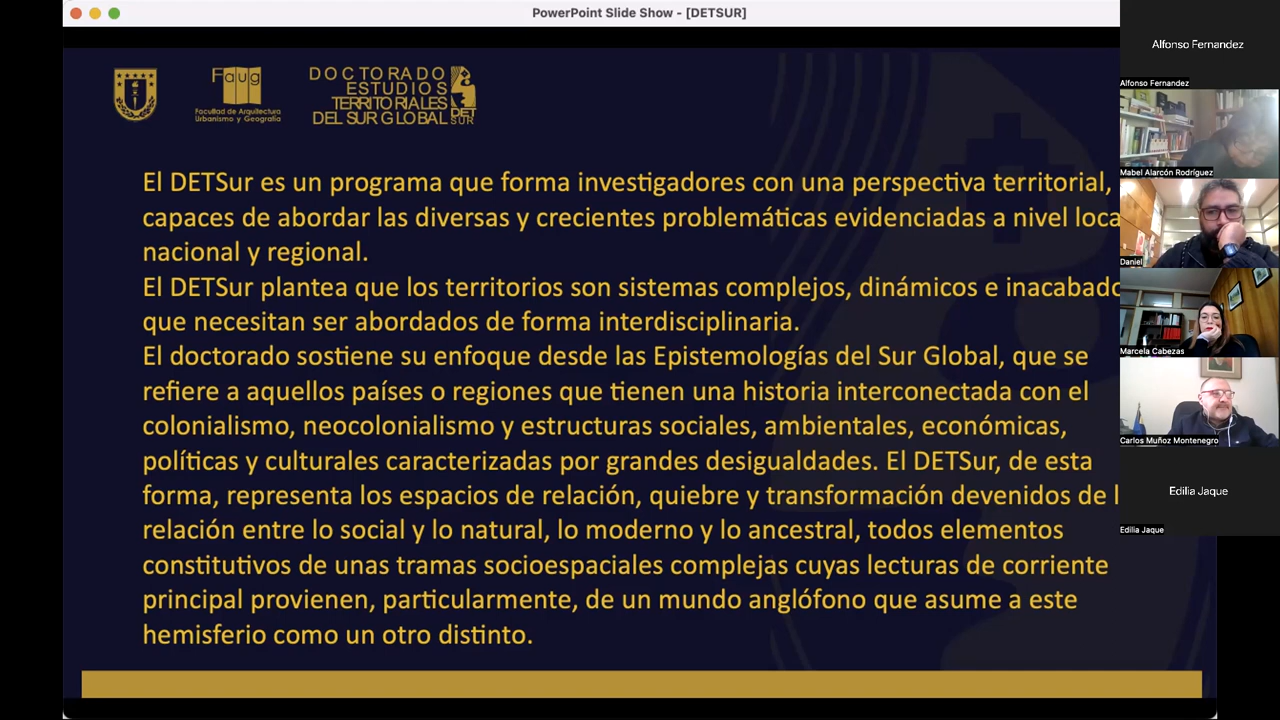 PowerPoint Slide Show - [DETSUR]
Faug
Facultad de Arquitectura
Urbanismo y Geografía
DOCTORADO
ESTUDIOS
TERRITORIALES
DEL SUR GLOBAL
DET
SUR
El DETSur es un programa que forma investigadores con una perspectiva territorial,
capaces de abordar las diversas y crecientes problemáticas evidenciadas a nivel loca
nacional y regional.
El DETSur plantea que los territorios son sistemas complejos, dinámicos e inacabado
que necesitan ser abordados de forma interdisciplinaria.
El doctorado sostiene su enfoque desde las Epistemologías del Sur Global, que se
refiere a aquellos países o regiones que tienen una historia interconectada con el
colonialismo, neocolonialismo y estructuras sociales, ambientales, económicas,
políticas y culturales caracterizadas por grandes desigualdades. El DETSur, de esta
forma, representa los espacios de relación, quiebre y transformación devenidos de l
relación entre lo social y lo natural, lo moderno y lo ancestral, todos elementos
constitutivos de unas tramas socioespaciales complejas cuyas lecturas de corriente
principal provienen, particularmente, de un mundo anglófono que asume a este
hemisferio como un otro distinto.
Alfonso Fernandez
Alfonso Fernandez
Mabel Alarcón Rodríguez
Daniel
Marcela Cabezas
Carlos Muñoz Montenegro
Edilia Jaque
Edilia Jaque